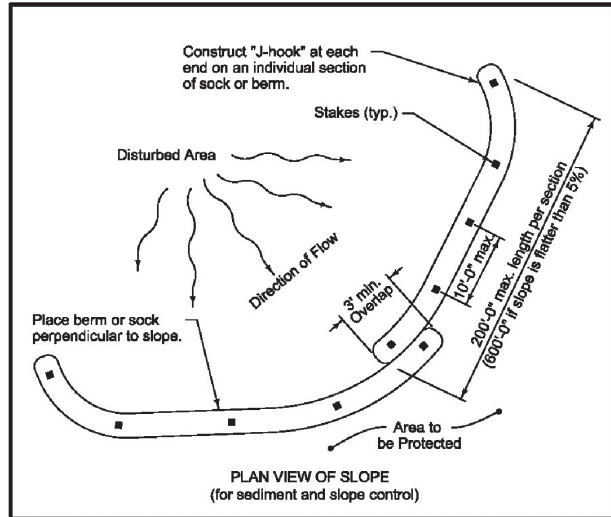 Construct "J-hook" at each
end on an individual section
of sock or berm.
Stakes (typ.)
Disturbed Area
Direction of Flow
3' min.
Overlap
10'-0" max.
200'-0" max. length per section
(600'-0" if slope is flatter than 5%)
Place berm or sock
perpendicular to slope.
Area to
be Protected
PLAN VIEW OF SLOPE
(for sediment and slope control)